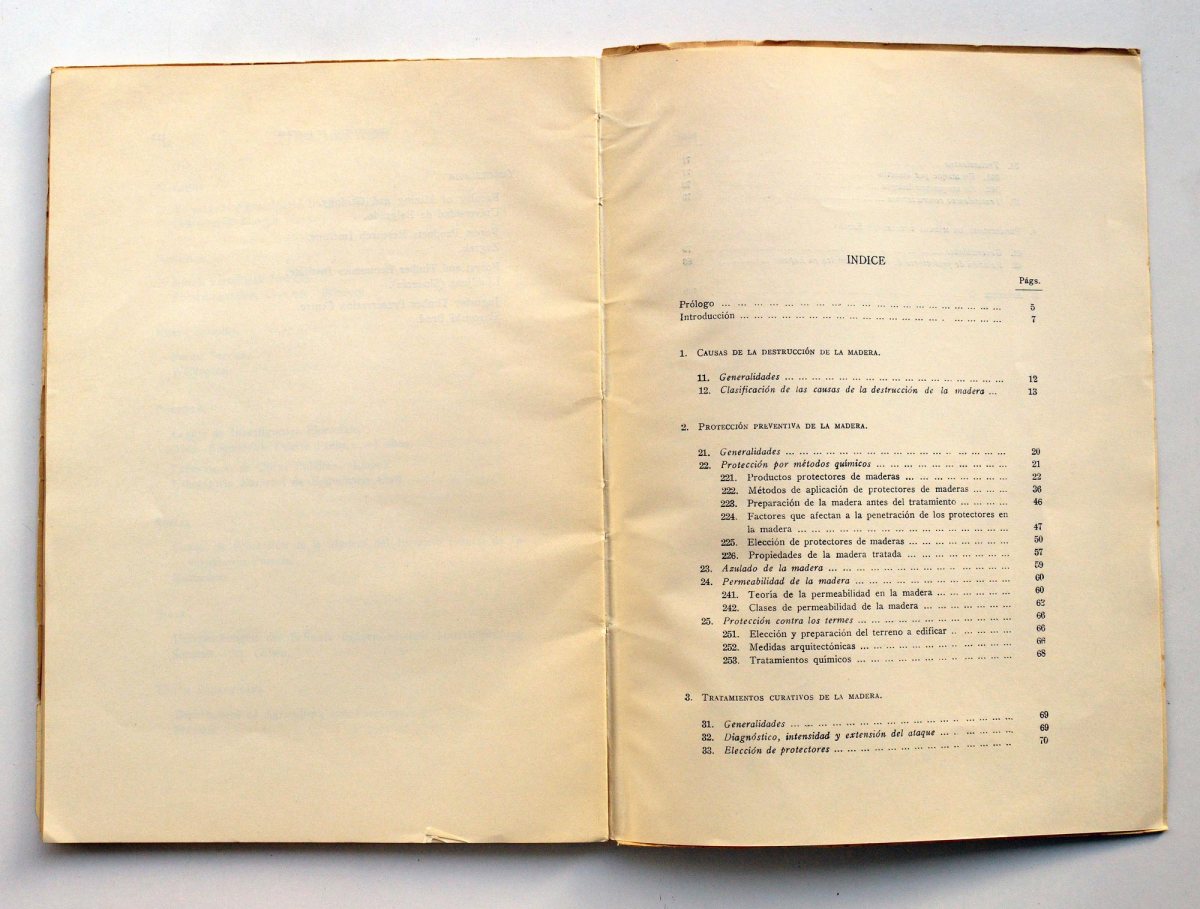 INDICE
Págs.
Prólogo ... 5
Introducción ... 7
1. CAUSAS DE LA DESTRUCCIÓN DE LA MADERA.
11. Generalidades ... 12
12. Clasificación de las causas de la destrucción de la madera ... 13
2. PROTECCIÓN PREVENTIVA DE LA MADERA.
21. Generalidades ... 20
22. Protección por métodos químicos ... 21
221. Productos protectores de maderas ... 22
222. Métodos de aplicación de protectores de maderas ... 36
223. Preparación de la madera antes del tratamiento ... 46
224. Factores que afectan a la penetración de los protectores en
la madera ... 47
225. Elección de protectores de maderas ... 50
226. Propiedades de la madera tratada ... 57
23. Azulado de la madera ... 59
24. Permeabilidad de la madera ... 60
241. Teoría de la permeabilidad en la madera ... 60
242. Clases de permeabilidad de la madera ... 62
25. Protección contra los termes ... 66
251. Elección y preparación del terreno a edificar ... 66
252. Medidas arquitectónicas ... 68
253. Tratamientos químicos ... 68
3. TRATAMIENTOS CURATIVOS DE LA MADERA.
31. Generalidades ... 69
32. Diagnóstico, intensidad y extensión del ataque ... 69
33. Elección de protectores ... 70